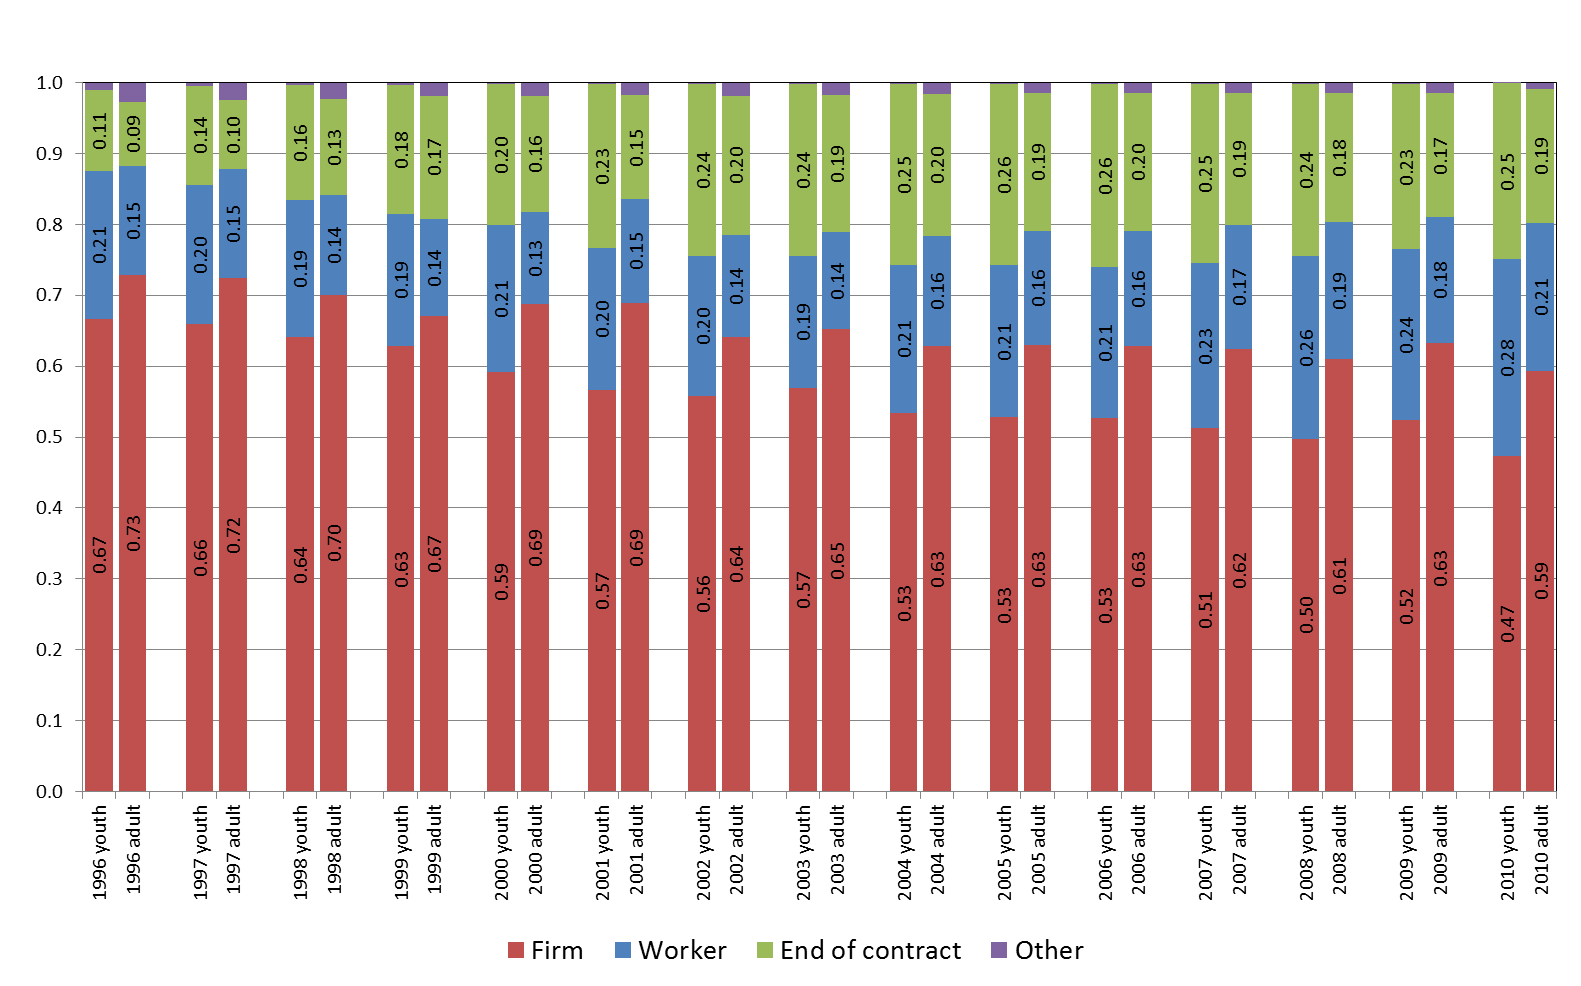 1.0
0.9
0.8
0.7
0.6
0.5
0.4
0.3
0.2
0.1
0.0
0.11 0.09 0.14 0.10 0.16 0.13 0.18 0.17 0.20 0.16 0.23 0.15 0.24 0.20 0.24 0.19 0.25 0.20 0.26 0.19 0.26 0.20 0.25 0.19 0.24 0.18 0.23 0.17 0.25 0.19
0.21 0.15 0.20 0.15 0.19 0.14 0.19 0.14 0.21 0.13 0.20 0.15 0.20 0.14 0.19 0.14 0.21 0.16 0.21 0.16 0.21 0.16 0.23 0.17 0.26 0.19 0.24 0.18 0.28 0.21
0.67 0.73 0.66 0.72 0.64 0.70 0.63 0.67 0.59 0.69 0.57 0.69 0.56 0.64 0.57 0.65 0.53 0.63 0.53 0.63 0.53 0.63 0.51 0.62 0.50 0.61 0.52 0.63 0.47 0.59
1996 youth
1996 adult
1997 youth
1997 adult
1998 youth
1998 adult
1999 youth
1999 adult
2000 youth
2000 adult
2001 youth
2001 adult
2002 youth
2002 adult
2003 youth
2003 adult
2004 youth
2004 adult
2005 youth
2005 adult
2006 youth
2006 adult
2007 youth
2007 adult
2008 youth
2008 adult
2009 youth
2009 adult
2010 youth
2010 adult
Firm Worker End of contract Other